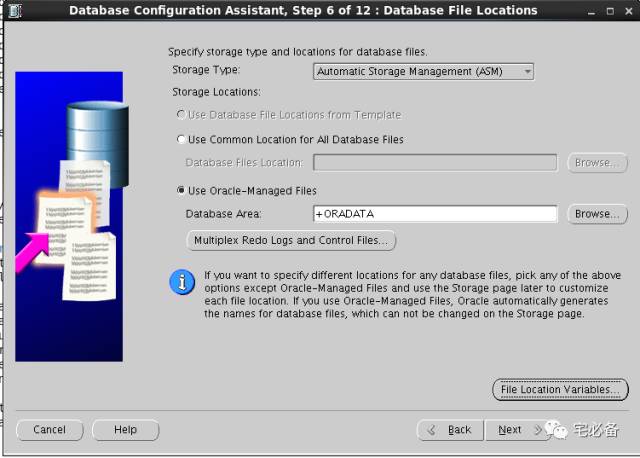 Database Configuration Assistant, Step 6 of 12 : Database File Locations
Specify storage type and locations for database files.
Storage Type: Automatic Storage Management (ASM)
Storage Locations:
Use Database File Locations from Template
Use Common Location for All Database Files
Database Files Location: Browse...
Use Oracle-Managed Files
Database Area: +ORADATA Browse...
Multiplex Redo Logs and Control Files...
If you want to specify different locations for any database files, pick any of the above
options except Oracle-Managed Files and use the Storage page later to customize
each file location. If you use Oracle-Managed Files, Oracle automatically generates
the names for database files, which can not be changed on the Storage page.
File Location Variables...
Cancel Help Back Next 宅必备